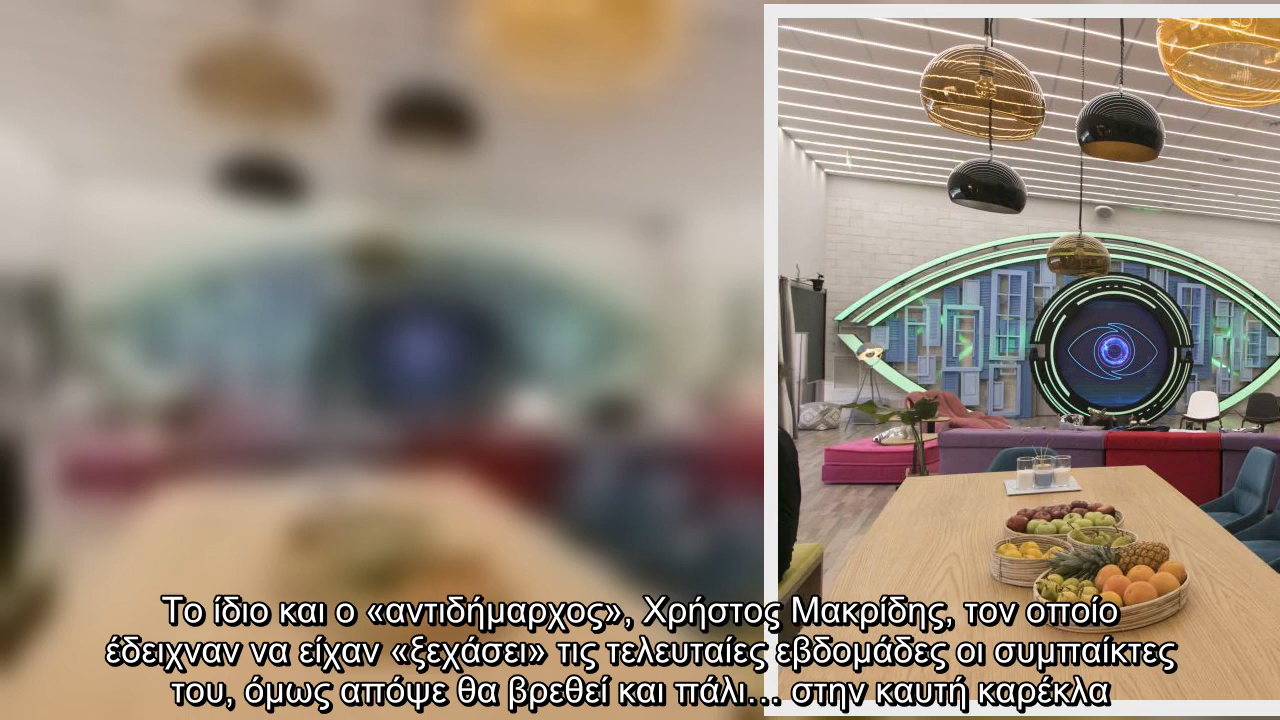 Το ίδιο και ο «αντιδήμαρχος», Χρήστος Μακρίδης, τον οποίο
έδειχναν να είχαν «ξεχάσει» τις τελευταίες εβδομάδες οι συμπαίκτες
του, όμως απόψε θα βρεθεί και πάλι… στην καυτή καρέκλα